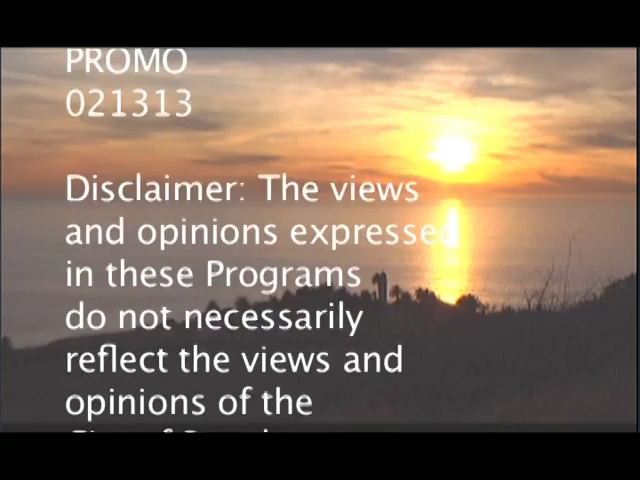 PROMO
021313
Disclaimer: The views
and opinions expressed
in these Programs
do not necessarily
reflect the views and
opinions of the